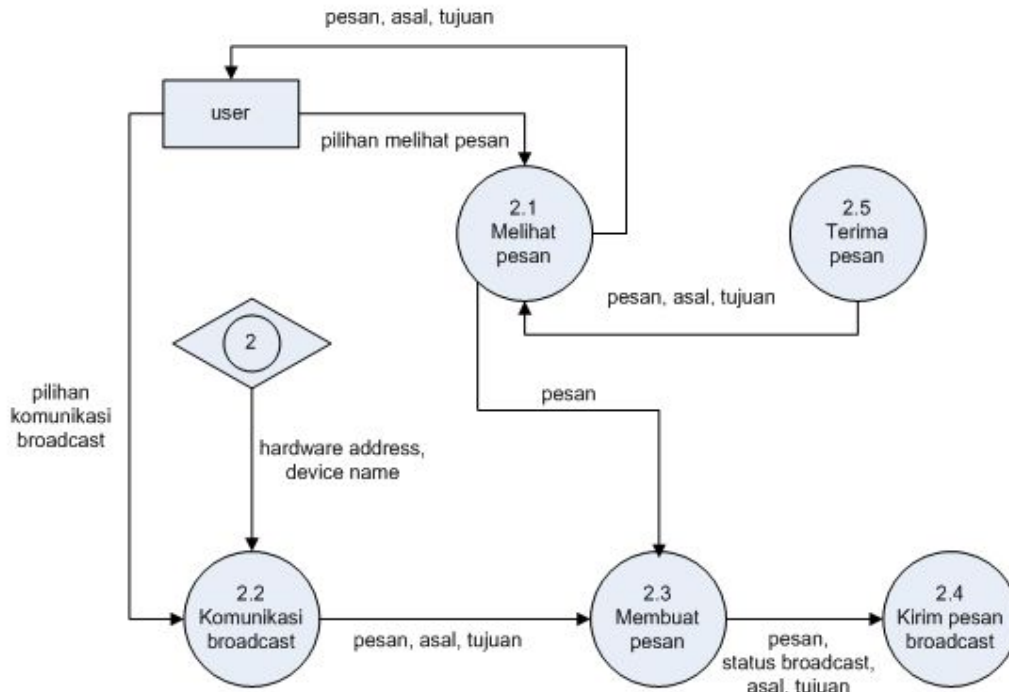 pesan, asal, tujuan
user
pilihan melihat pesan
2.1
Melihat
pesan
2.5
Terima
pesan
pesan, asal, tujuan
2
pilihan
komunikasi
broadcast
pesan
hardware address,
device name
2.2
Komunikasi
broadcast
pesan, asal, tujuan
2.3
Membuat
pesan
pesan,
status broadcast,
asal, tujuan
2.4
Kirim pesan
broadcast